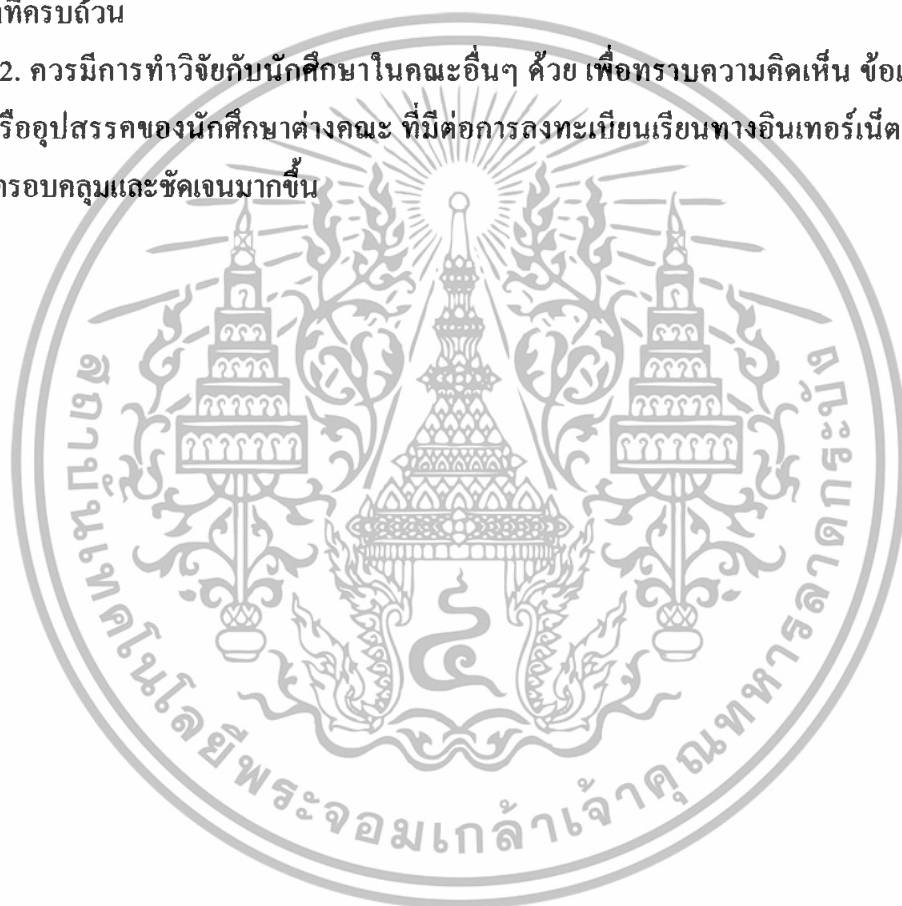 ที่ครบถ้วน
2. ควรมีการทำวิจัยกับนักศึกษาในคณะอื่นๆ ด้วย เพื่อทราบความคิดเห็น
รืออุปสรรคของนักศึกษาต่างคณะ ที่มีต่อการลงทะเบียนเรียนทางอินเทอร์เน็ต
ครอบคลุมและชัดเจนมากขึ้น
๔
สถาบันเทคโนโลยีพระจอมเกล้าเจ้าคุณทหารลาดกระบัง